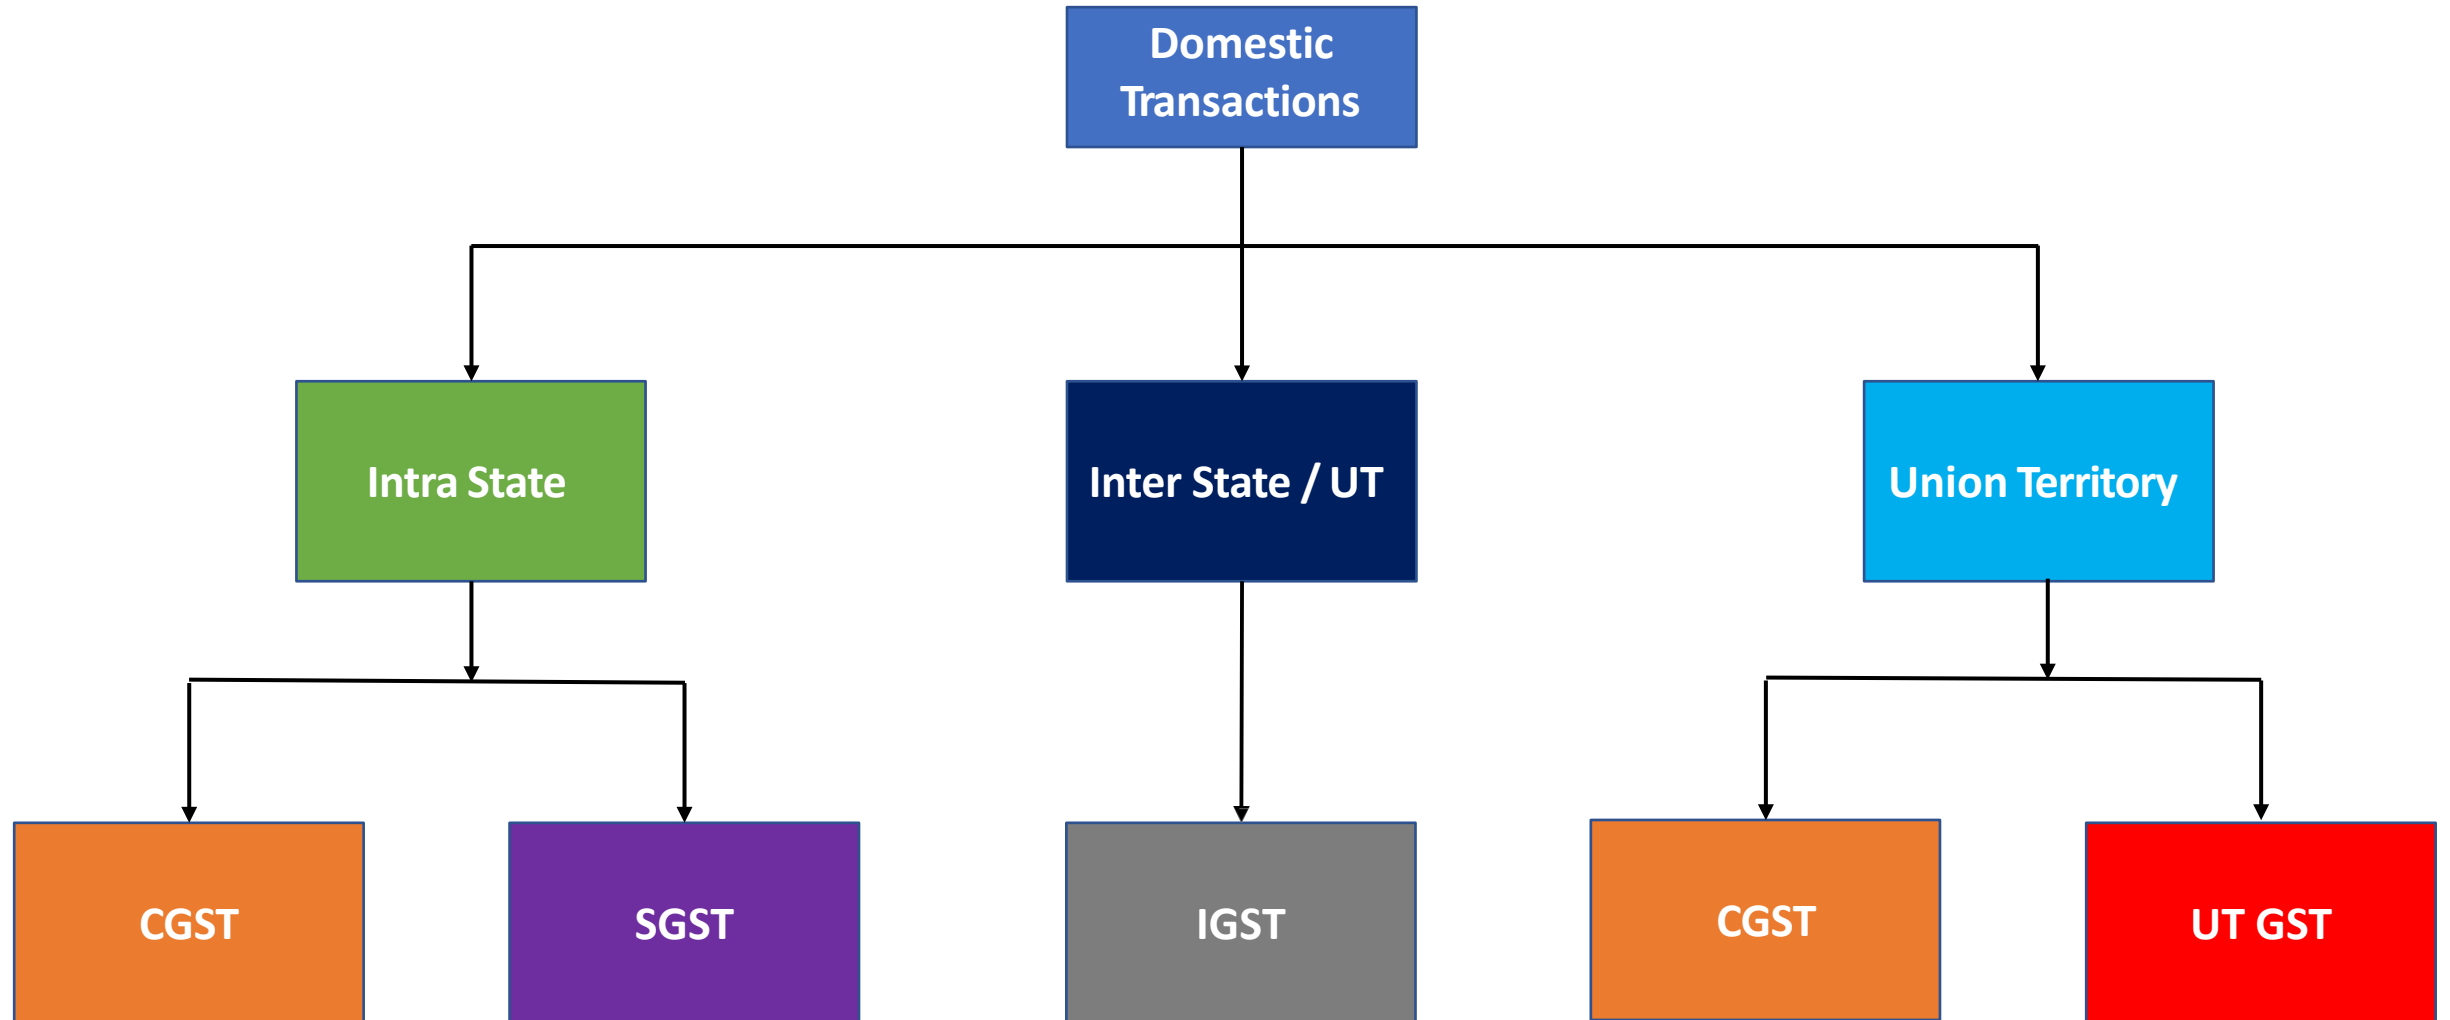 Domestic
Transactions
Intra State
Inter State / UT
Union Territory
CGST
SGST
IGST
CGST
UT GST